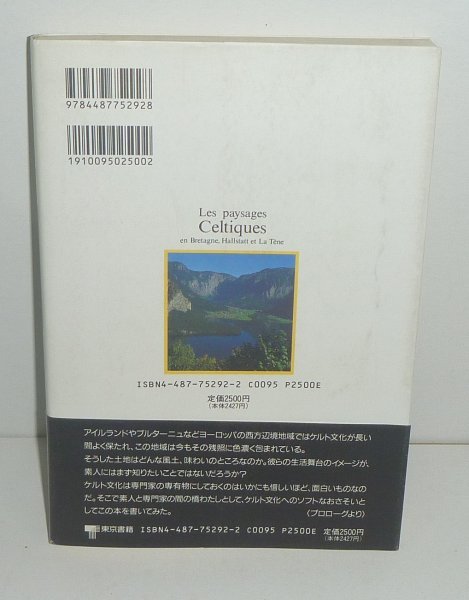 9784487752928
1910095025002
Les paysages
Celtiques
en Bretagne, Hallstatt et La Tène
ISBN4-487-75292-2 C0095 P2500E
定価2500円
(本体2427円)
アイルランドやブルターニュなどヨーロッパの西方辺境地域ではケルト文化が長い
間よく保たれ、この地域は今もその残照に色濃く包まれている。
そうした土地はどんな風土、味わいのところなのか。彼らの生活舞台のイメージが、
素人にはまず知りたいことではないだろうか?
ケルト文化は専門家の専有物にしておくのはいかにも惜しいほど、面白いものなの
だ。そこで素人と専門家の間の橋わたしとして、ケルト文化へのソフトなおさそいと
してこの本を書いてみた。 (プロローグより)
東京書籍 ISBN4-487-75292-2 C0095 P2500E 定価2500円
(本体2427円)